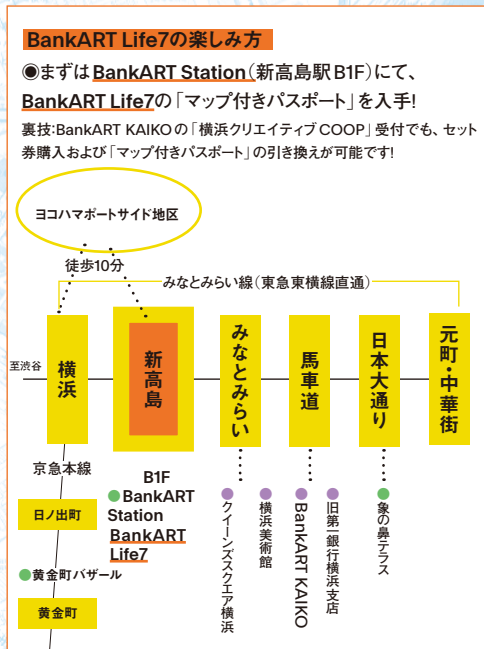 BankART Life7の楽しみ方
◉まずはBankART Station(新高島駅B1F)にて、
BankART Life7の「マップ付きパスポート」を入手!
裏技:BankART KAIKOの「横浜クリエイティブCOOP」受付でも、セット
券購入および「マップ付きパスポート」の引き換えが可能です!
ヨコハマポートサイド地区
徒歩10分
みなとみらい線(東急東横線直通)
至渋谷
横浜
新高島
みなとみらい
馬車道
日本大通り
元町・中華街
京急本線
日ノ出町
●黄金町バザール
黄金町
B1F
●BankART
Station
BankART
Life7
●クイーンズスクエア横浜
●横浜美術館
●BankART KAIKO
●旧第一銀行横浜支店
●象の鼻テラス